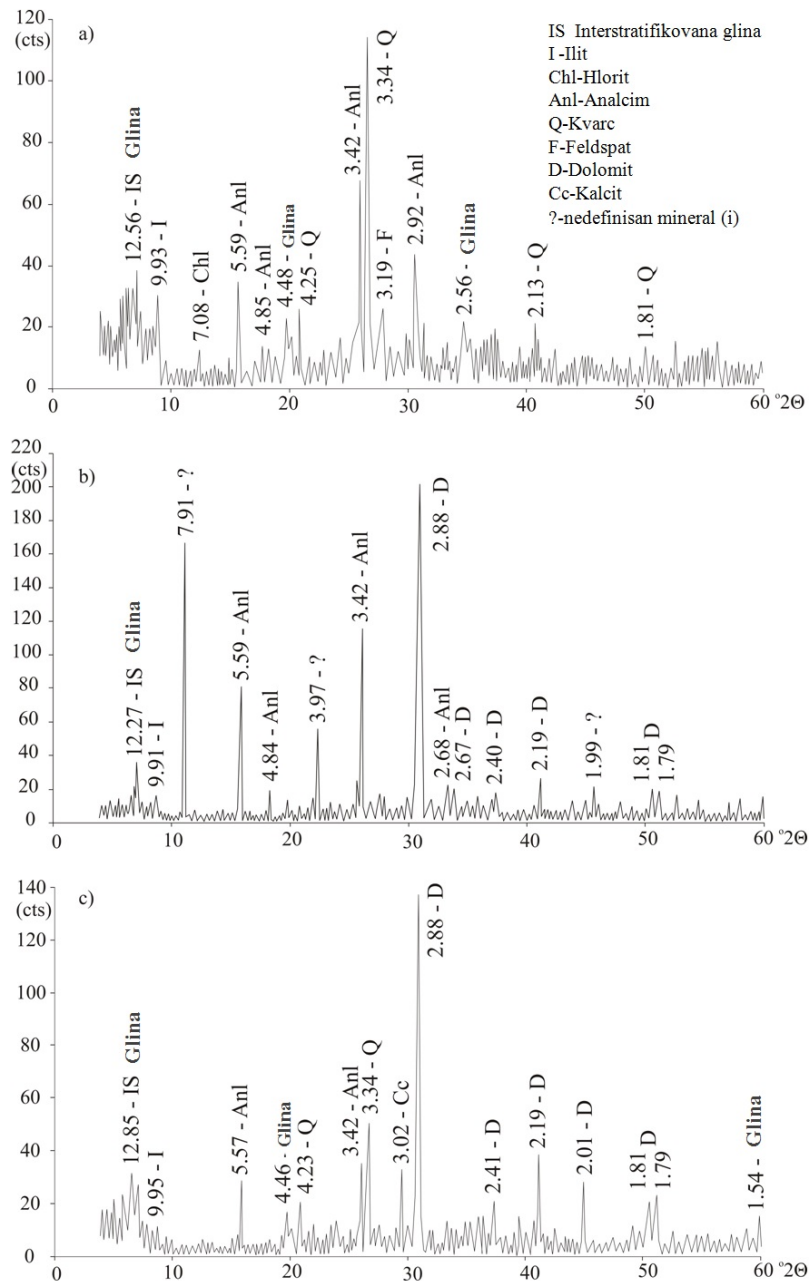 120
(cts)
100
80
60
40
20
0
a)
12.56 - IS Glina
9.93 - I
7.08 - Chl
5.59 - Anl
4.85 - Anl
4.48 - Glina
4.25 - Q
3.42 - Anl
3.34 - Q
3.19 - F
2.92 - Anl
2.56 - Glina
2.13 - Q
1.81 - Q
IS Interstratifikovana glina
I -Ilit
Chl-Hlorit
Anl-Analcim
Q-Kvarc
F-Feldspat
D-Dolomit
Cc-Kalcit
?-nedefinisan mineral (i)
0 10 20 30 40 50 60 °2Θ
220
(cts)
200
180
160
140
120
100
80
60
40
20
0
b)
12.27 - IS Glina
9.91 - I
7.91 - ?
5.59 - Anl
4.84 - Anl
3.97 - ?
3.42 - Anl
2.88 - D
2.68 - Anl
2.67 - D
2.40 - D
2.19 - D
1.99 - ?
1.81 D
1.79
0 10 20 30 40 50 60 °2Θ
140
(cts)
120
100
80
60
40
20
0
c)
12.85 - IS Glina
9.95 - I
5.57 - Anl
4.46 - Glina
4.23 - Q
3.42 - Anl
3.34 - Q
3.02 - Cc
2.88 - D
2.41 - D
2.19 - D
2.01 - D
1.81 D
1.79
1.54 - Glina
0 10 20 30 40 50 60 °2Θ